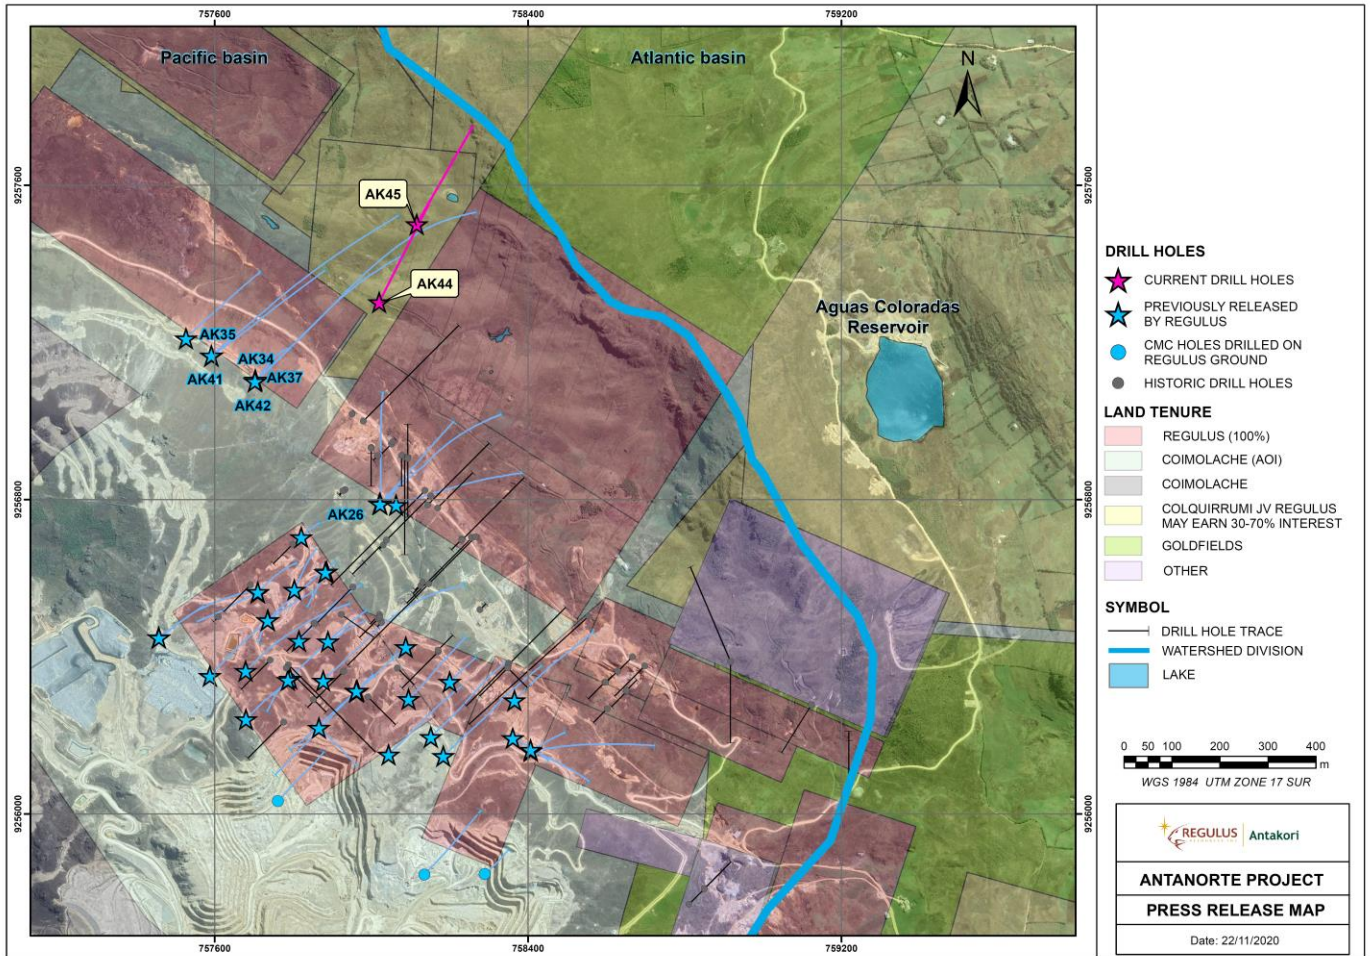 757600
758400
759200
Pacific basin
Atlantic basin
N
9257600
9257600
AK45
AK44
Aguas Coloradas
Reservoir
AK35
AK34
AK41
AK37
AK42
9256800
9256800
AK26
9256000
9256000
757600
758400
759200
DRILL HOLES
CURRENT DRILL HOLES
PREVIOUSLY RELEASED
BY REGULUS
CMC HOLES DRILLED ON
REGULUS GROUND
HISTORIC DRILL HOLES
LAND TENURE
REGULUS (100%)
COIMOLACHE (AOI)
COIMOLACHE
COLQUIRRUMI JV REGULUS
MAY EARN 30-70% INTEREST
GOLDFIELDS
OTHER
SYMBOL
DRILL HOLE TRACE
WATERSHED DIVISION
LAKE
0 50 100 200 300 400
m
WGS 1984 UTM ZONE 17 SUR
REGULUS Antakori
ANTANORTE PROJECT
PRESS RELEASE MAP
Date: 22/11/2020